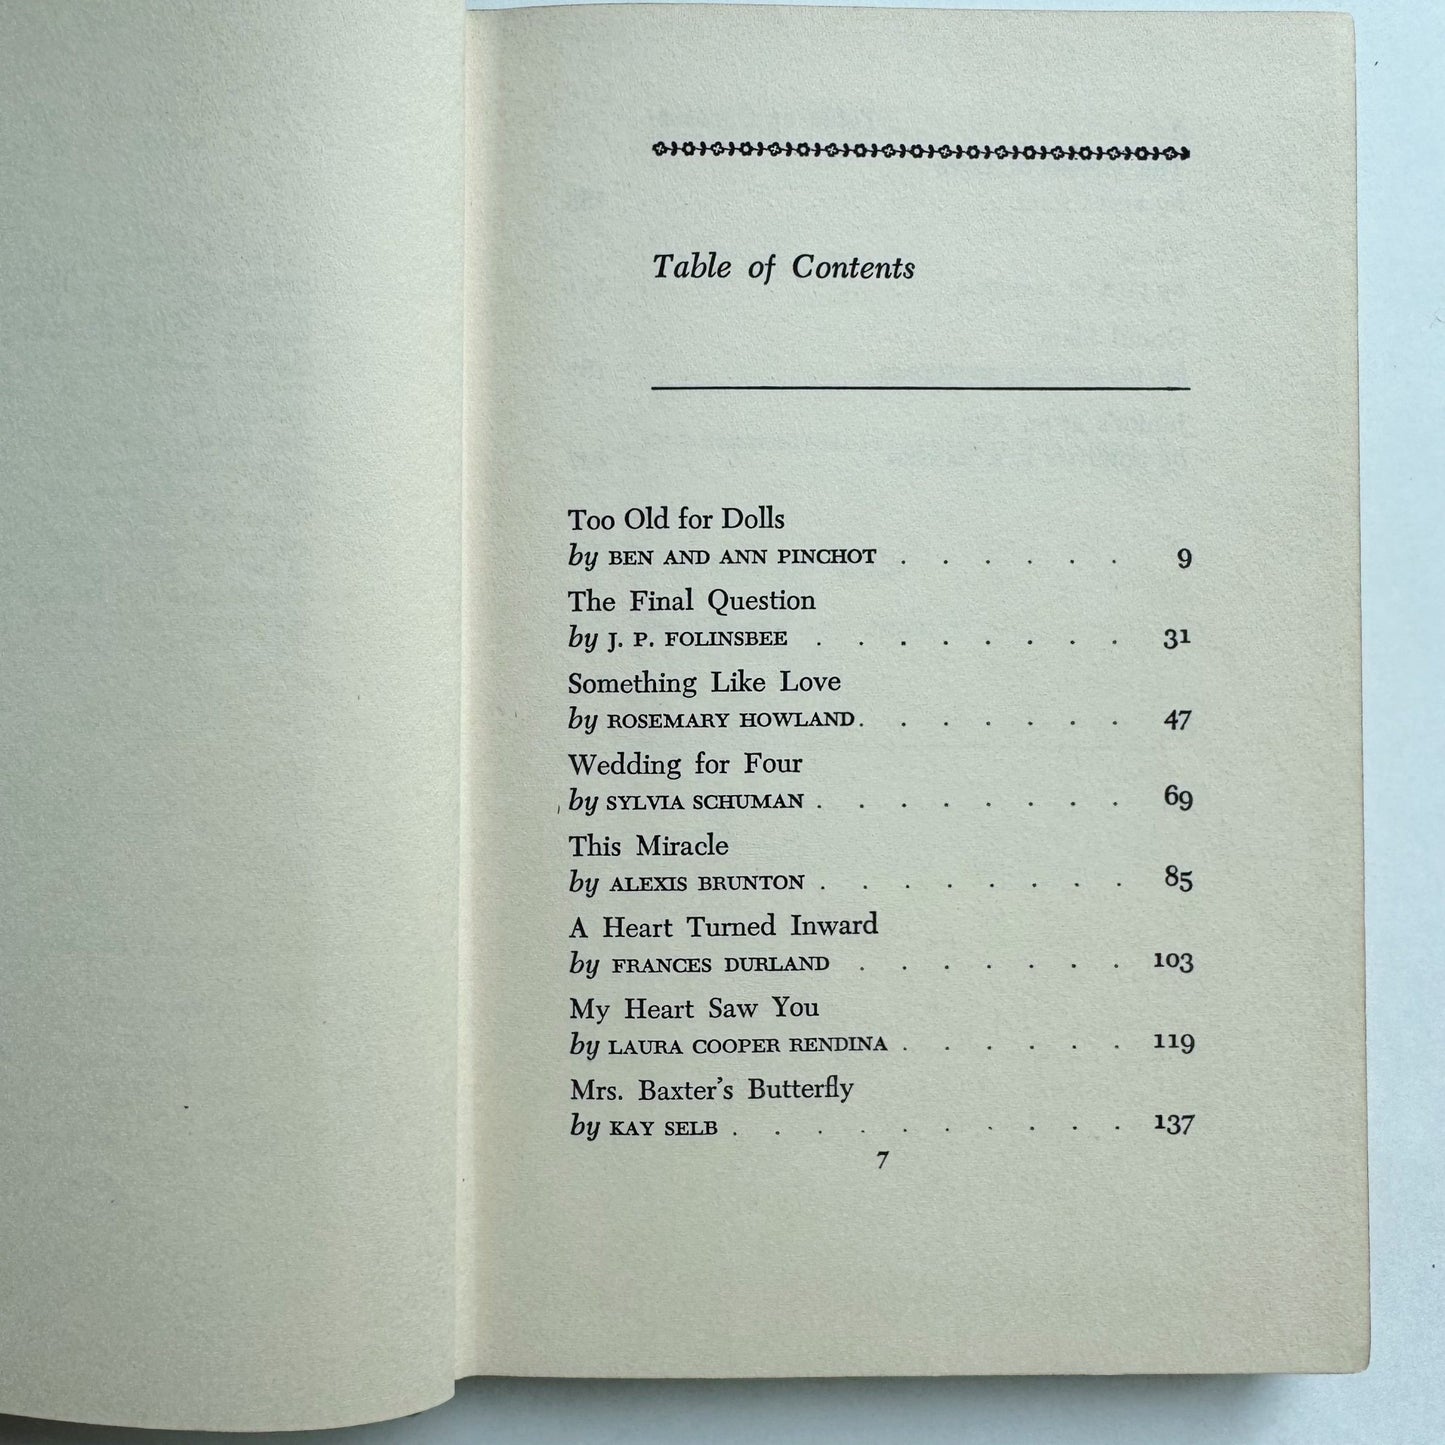 Table of Contents
Too Old for Dolls
by BEN AND ANN PINCHOT . . . . . . 9
The Final Question
by J. P. FOLINSBEE . . . . . . . . 31
Something Like Love
by ROSEMARY HOWLAND. . . . . . . 47
Wedding for Four
by SYLVIA SCHUMAN . . . . . . . . 69
This Miracle
by ALEXIS BRUNTON . . . . . . . . 85
A Heart Turned Inward
by FRANCES DURLAND . . . . . . . 103
My Heart Saw You
by LAURA COOPER RENDINA . . . . . . 119
Mrs. Baxter's Butterfly
by KAY SELB . . . . . . . . . . 137
7